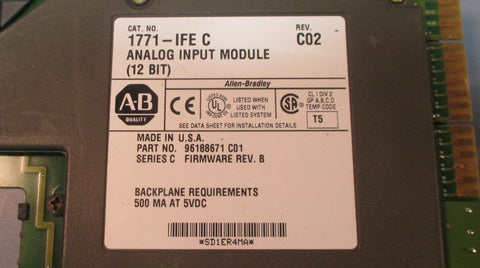 CAT. NO. REV.
1771-IFE C C02
ANALOG INPUT MODULE
(12 BIT)
Allen-Bradley
A-B
QUALITY
CE
UL
LISTED WHEN
USED WITH
LISTED SYSTEM
SA
CL I DIV 2
GP A,B,C,D
TEMP CODE
T5
SEE DATA SHEET FOR INSTALLATION DETAILS
MADE IN U.S.A.
PART NO. 96188671 C01
SERIES C FIRMWARE REV. B
BACKPLANE REQUIREMENTS
500 MA AT 5VDC
*SD1ER4MA*